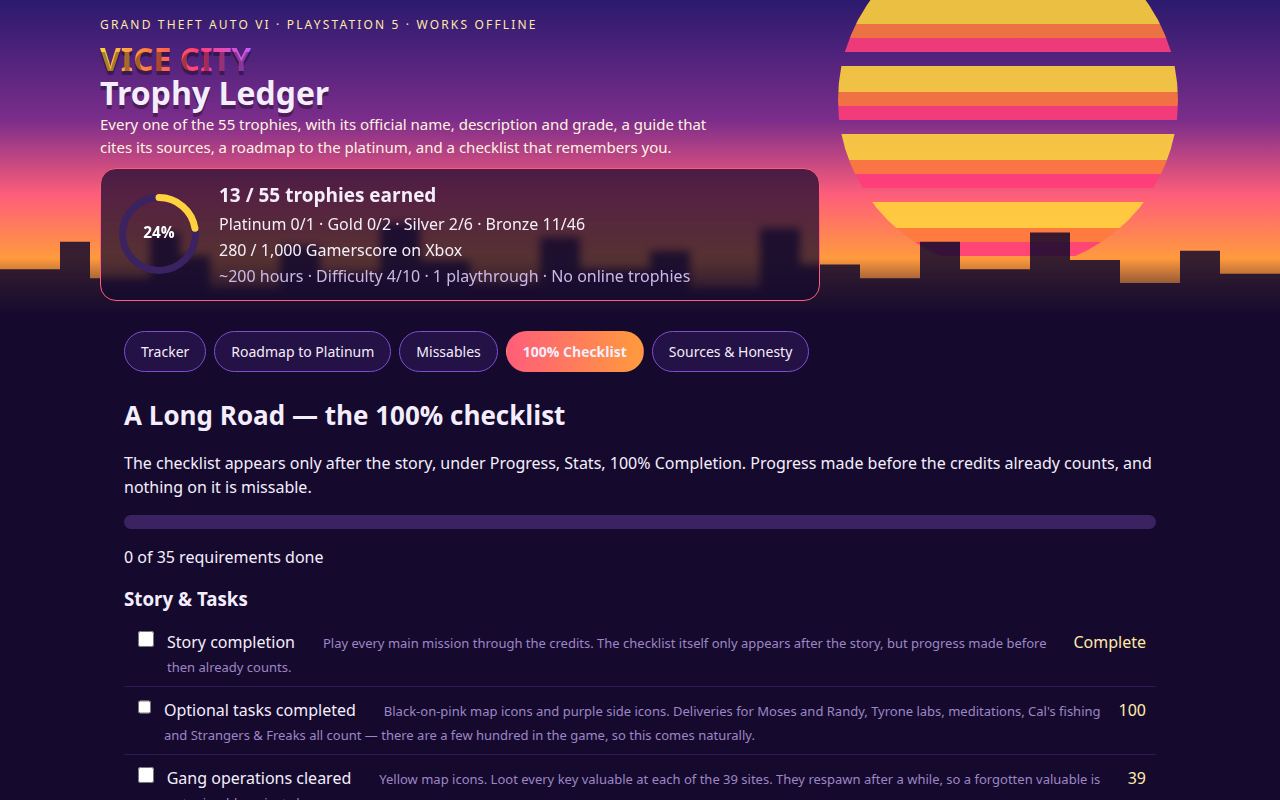 GRAND THEFT AUTO VI · PLAYSTATION 5 · WORKS OFFLINE
VICE CITY
Trophy Ledger
Every one of the 55 trophies, with its official name, description and grade, a guide that
cites its sources, a roadmap to the platinum, and a checklist that remembers you.
24%
13 / 55 trophies earned
Platinum 0/1 · Gold 0/2 · Silver 2/6 · Bronze 11/46
280 / 1,000 Gamerscore on Xbox
~200 hours · Difficulty 4/10 · 1 playthrough · No online trophies
Tracker
Roadmap to Platinum
Missables
100% Checklist
Sources & Honesty
A Long Road — the 100% checklist
The checklist appears only after the story, under Progress, Stats, 100% Completion. Progress made before the credits already counts, and
nothing on it is missable.
0 of 35 requirements done
Story & Tasks
Story completion Play every main mission through the credits. The checklist itself only appears after the story, but progress made before Complete
then already counts.
Optional tasks completed Black-on-pink map icons and purple side icons. Deliveries for Moses and Randy, Tyrone labs, meditations, Cal's fishing 100
and Strangers & Freaks all count — there are a few hundred in the game, so this comes naturally.
Gang operations cleared Yellow map icons. Loot every key valuable at each of the 39 sites. They respawn after a while, so a forgotten valuable is 39